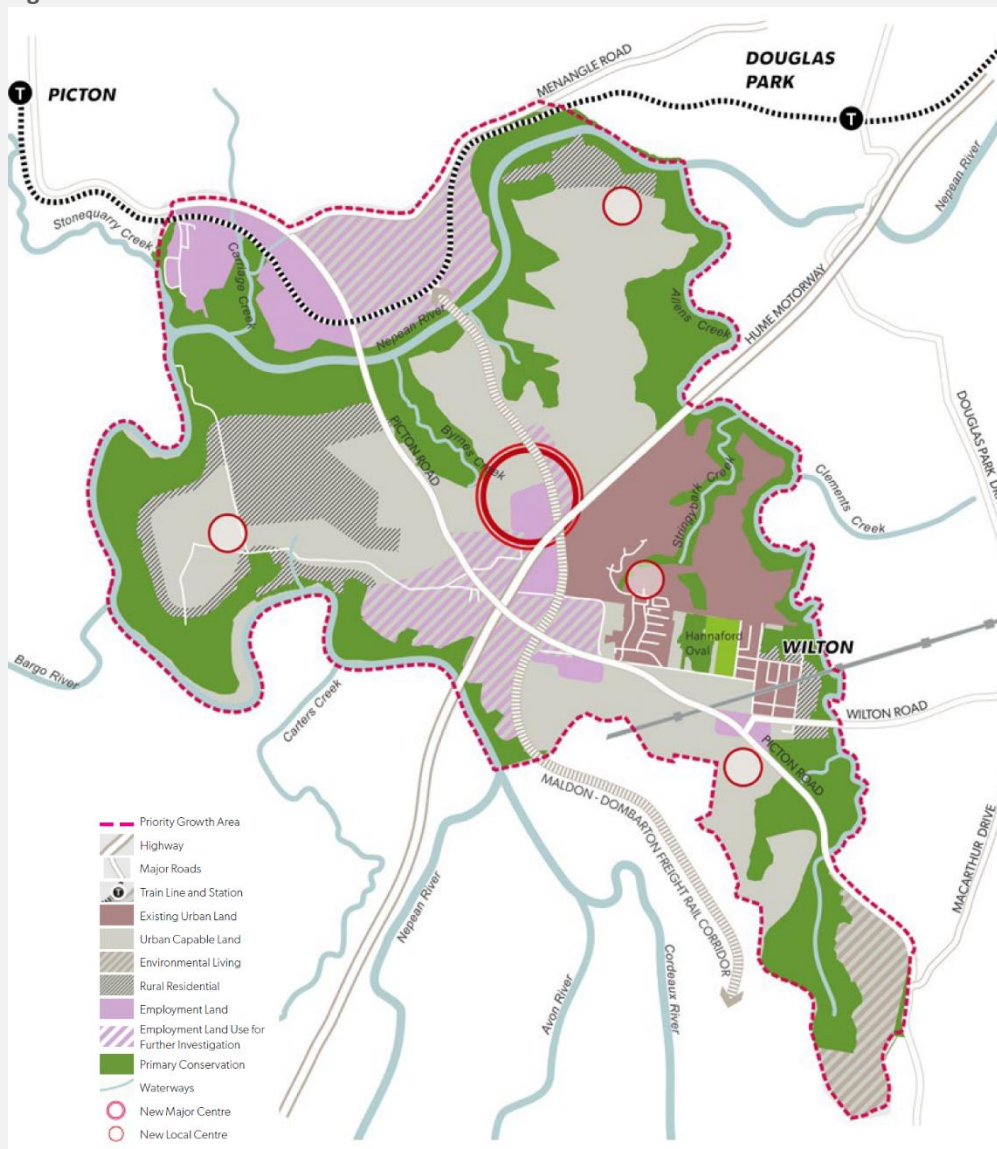 MENANGLE ROAD
DOUGLAS
PARK
T
PICTON
T
Nepean River
Stonequarry Creek
Carriage Creek
Allens Creek
HUME MOTORWAY
Nepean River
DOUGLAS PARK DRI
PICTON ROAD
Byrnes Creek
Stringybark Creek
Clements Creek
Hannaford
Oval
WILTON
Bargo River
Carters Creek
WILTON ROAD
PICTON ROAD
MALDON - DOMBARTON FREIGHT RAIL CORRIDOR
MACARTHUR DRIVE
Nepean River
Avon River
Cordeaux River
Priority Growth Area
Highway
Major Roads
T
Train Line and Station
Existing Urban Land
Urban Capable Land
Environmental Living
Rural Residential
Employment Land
Employment Land Use for
Further Investigation
Primary Conservation
Waterways
New Major Centre
New Local Centre